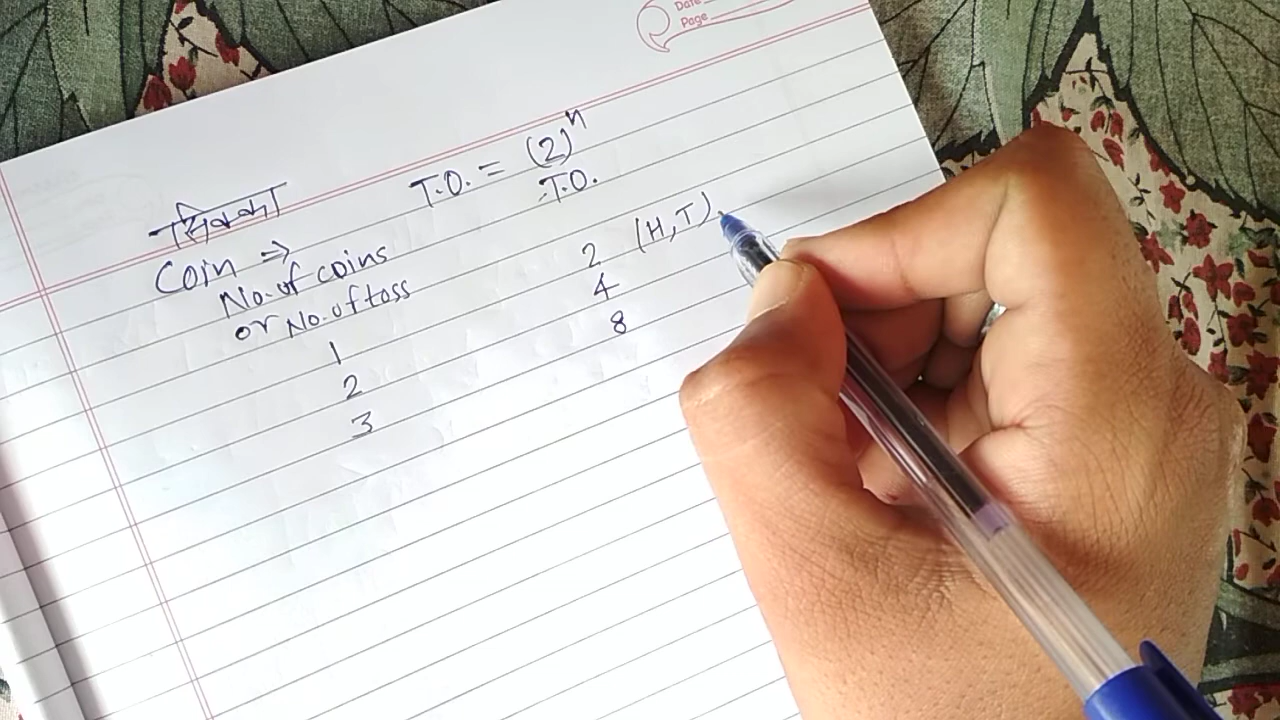 Date
Page
T.O. = (2)ⁿ
सिक्का
T.O.
Coin ⇒
No. of coins
or No. of toss
1 2 (H,T)
2 4
3 8